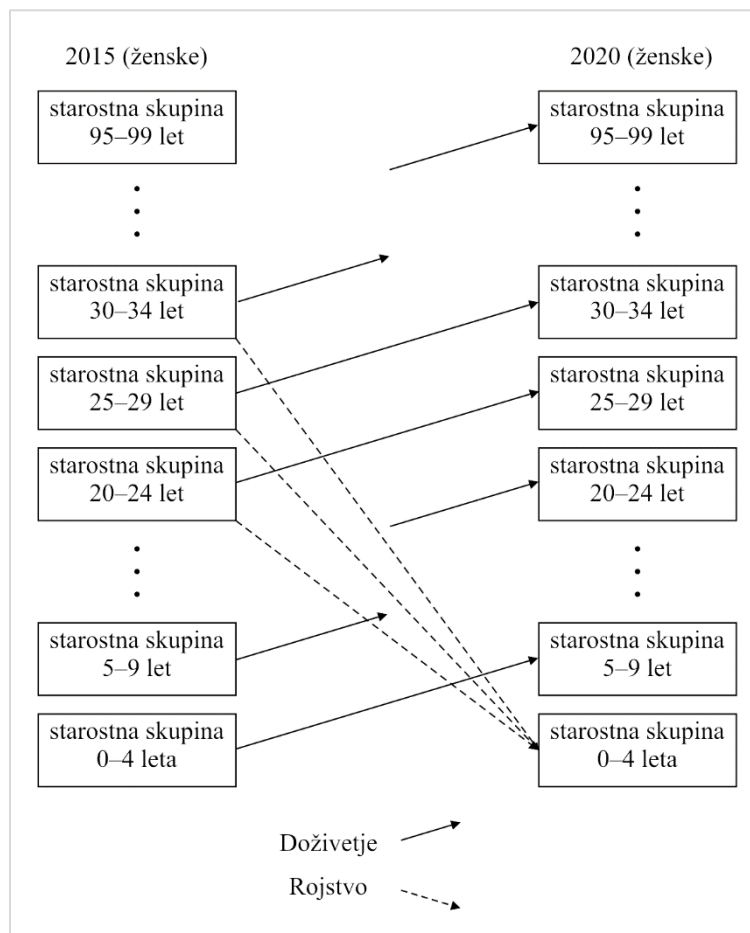 2015 (ženske)
2020 (ženske)
starostna skupina
95–99 let
starostna skupina
95–99 let
starostna skupina
30–34 let
starostna skupina
30–34 let
starostna skupina
25–29 let
starostna skupina
25–29 let
starostna skupina
20–24 let
starostna skupina
20–24 let
starostna skupina
5–9 let
starostna skupina
5–9 let
starostna skupina
0–4 leta
starostna skupina
0–4 leta
Doživetje
Rojstvo